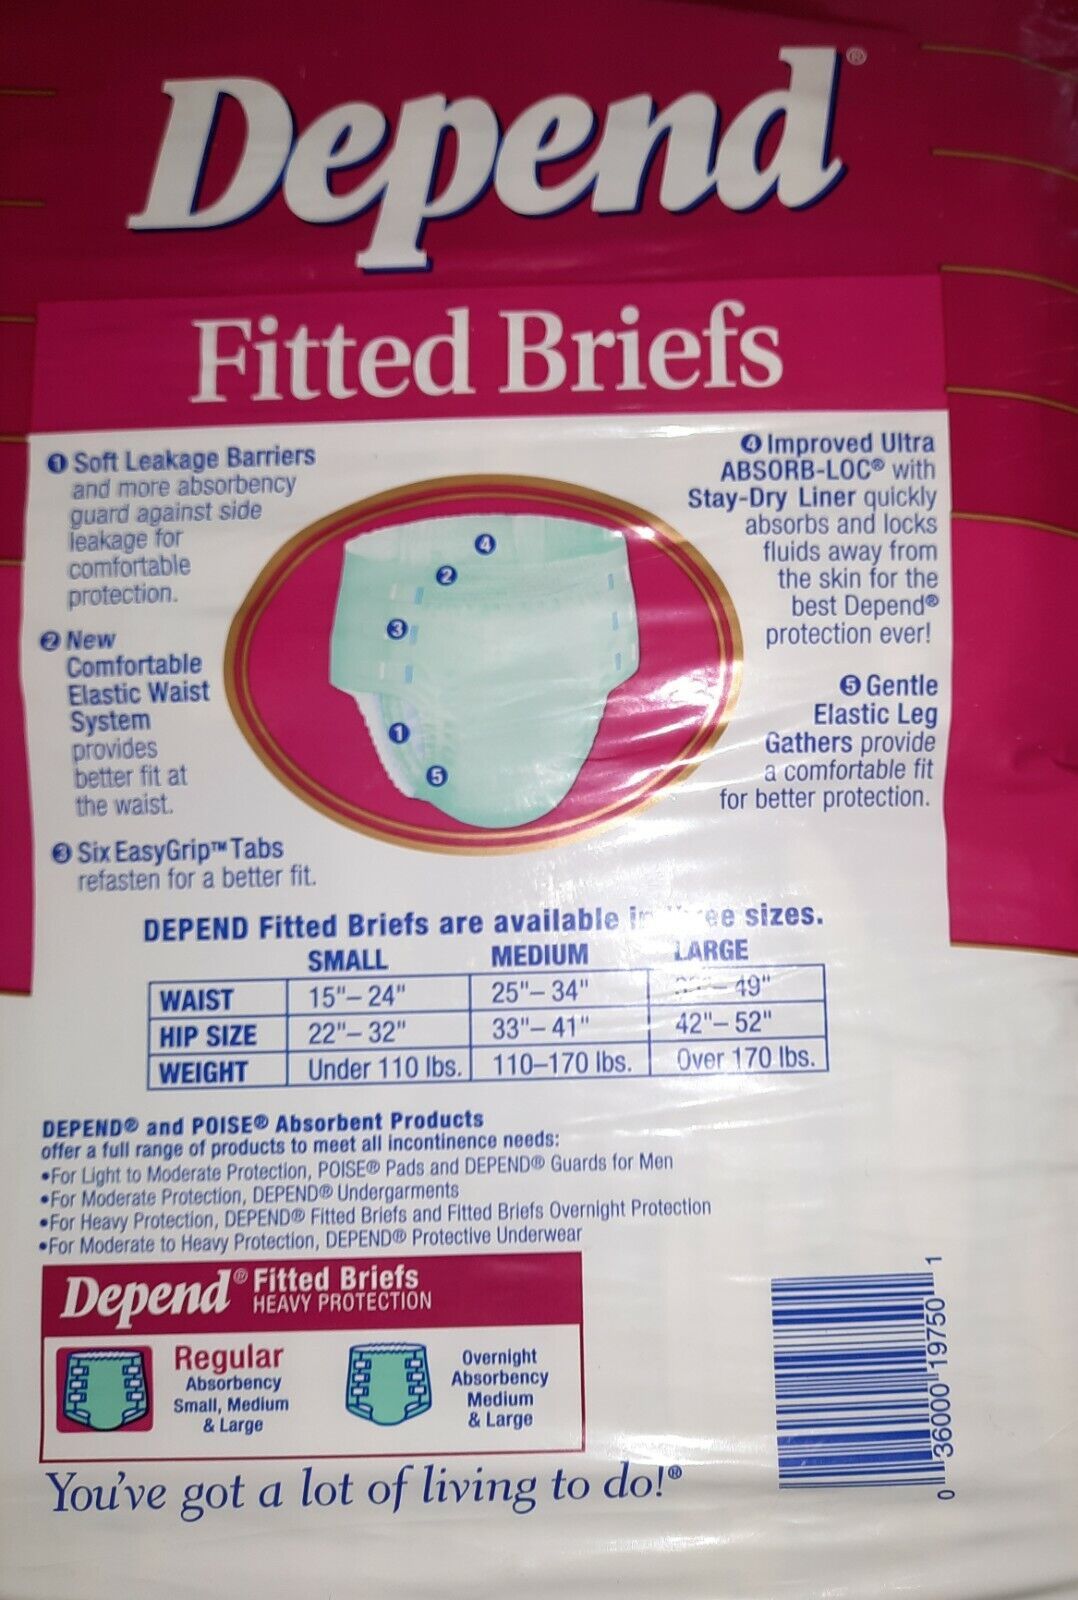 Depend®
Fitted Briefs
❶ Soft Leakage Barriers
and more absorbency
guard against side
leakage for
comfortable
protection.
❷ New
Comfortable
Elastic Waist
System
provides
better fit at
the waist.
❸ Six EasyGrip™ Tabs
refasten for a better fit.
❹ Improved Ultra
ABSORB-LOC® with
Stay-Dry Liner quickly
absorbs and locks
fluids away from
the skin for the
best Depend®
protection ever!
❺ Gentle
Elastic Leg
Gathers provide
a comfortable fit
for better protection.
❹
❷
❸
❶
❺
DEPEND Fitted Briefs are available sizes.
SMALL MEDIUM LARGE
WAIST 15"– 24" 25"– 34" – 49"
HIP SIZE 22"– 32" 33"– 41" 42"– 52"
WEIGHT Under 110 lbs. 110–170 lbs. Over 170 lbs.
DEPEND® and POISE® Absorbent Products
offer a full range of products to meet all incontinence needs:
•For Light to Moderate Protection, POISE® Pads and DEPEND® Guards for Men
•For Moderate Protection, DEPEND® Undergarments
•For Heavy Protection, DEPEND® Fitted Briefs and Fitted Briefs Overnight Protection
•For Moderate to Heavy Protection, DEPEND® Protective Underwear
Depend® Fitted Briefs
HEAVY PROTECTION
Regular
Absorbency
Small, Medium
& Large
Overnight
Absorbency
Medium
& Large
You've got a lot of living to do!®
0 36000 19750 1